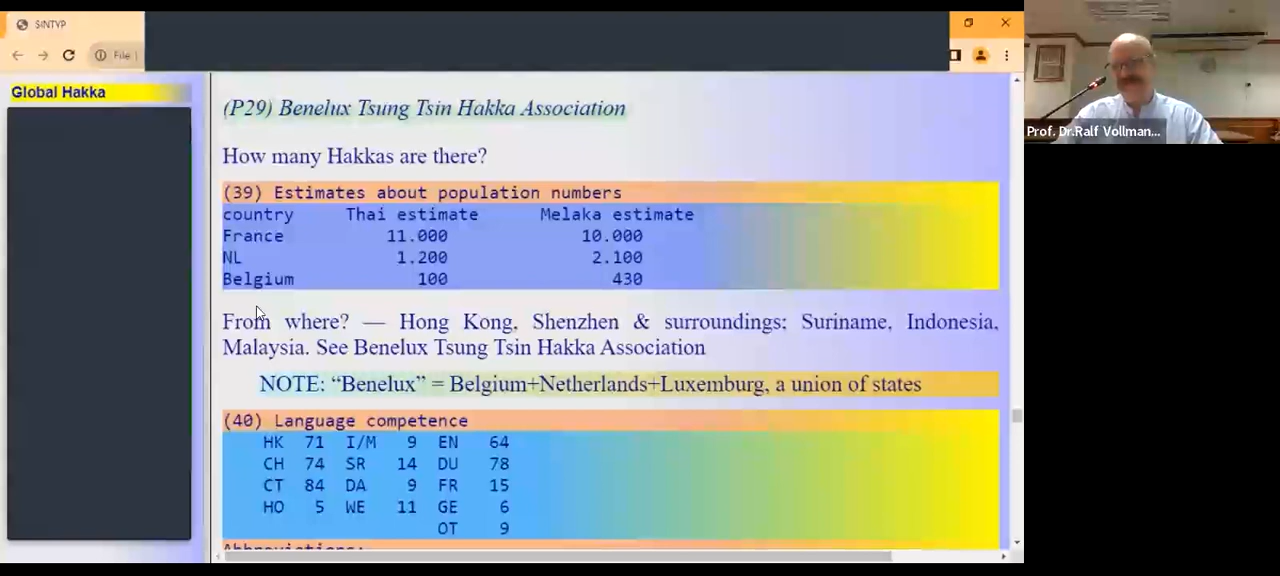 SINTYP
File
Global Hakka
(P29) Benelux Tsung Tsin Hakka Association
How many Hakkas are there?
(39) Estimates about population numbers
country Thai estimate Melaka estimate
France 11.000 10.000
NL 1.200 2.100
Belgium 100 430
From where? — Hong Kong, Shenzhen & surroundings; Suriname, Indonesia,
Malaysia. See Benelux Tsung Tsin Hakka Association
NOTE: “Benelux” = Belgium+Netherlands+Luxemburg, a union of states
(40) Language competence
HK 71 I/M 9 EN 64
CH 74 SR 14 DU 78
CT 84 DA 9 FR 15
HO 5 WE 11 GE 6
OT 9
Abbreviations:
Prof. Dr.Ralf Vollman...